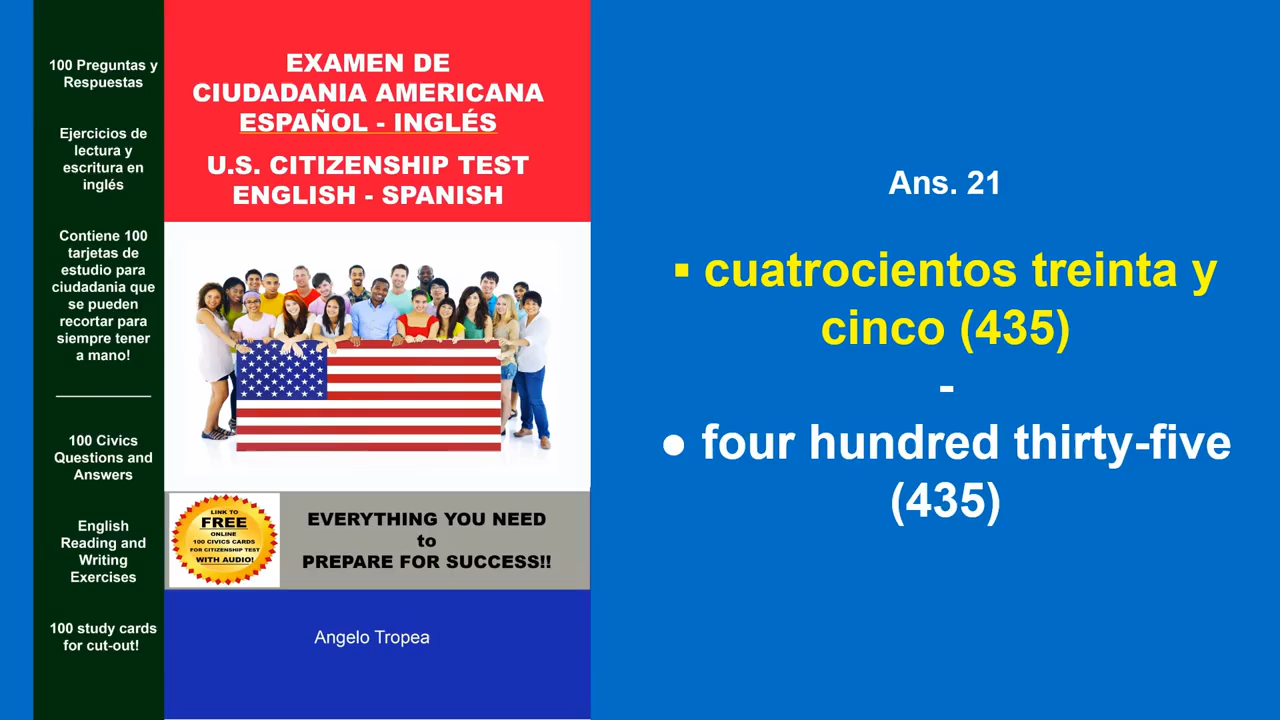 100 Preguntas y
Respuestas
Ejercicios de
lectura y
escritura en
inglés
Contiene 100
tarjetas de
estudio para
ciudadania que
se pueden
recortar para
siempre tener
a mano!
100 Civics
Questions and
Answers
English
Reading and
Writing
Exercises
100 study cards
for cut-out!
EXAMEN DE
CIUDADANIA AMERICANA
ESPAÑOL - INGLÉS
U.S. CITIZENSHIP TEST
ENGLISH - SPANISH
LINK TO
FREE
ONLINE
100 CIVICS CARDS
FOR CITIZENSHIP TEST
WITH AUDIO!
EVERYTHING YOU NEED
to
PREPARE FOR SUCCESS!!
Angelo Tropea
Ans. 21
▪ cuatrocientos treinta y
cinco (435)
-
● four hundred thirty-five
(435)